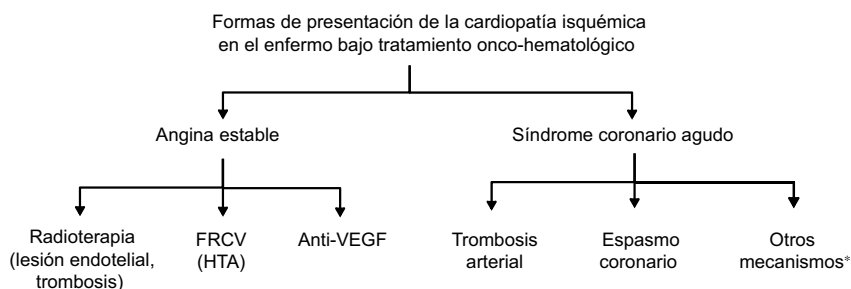 Formas de presentación de la cardiopatía isquémica
en el enfermo bajo tratamiento onco-hematológico
Angina estable
Síndrome coronario agudo
Radioterapia
(lesión endotelial,
trombosis)
FRCV
(HTA)
Anti-VEGF
Trombosis
arterial
Espasmo
coronario
Otros
mecanismos*